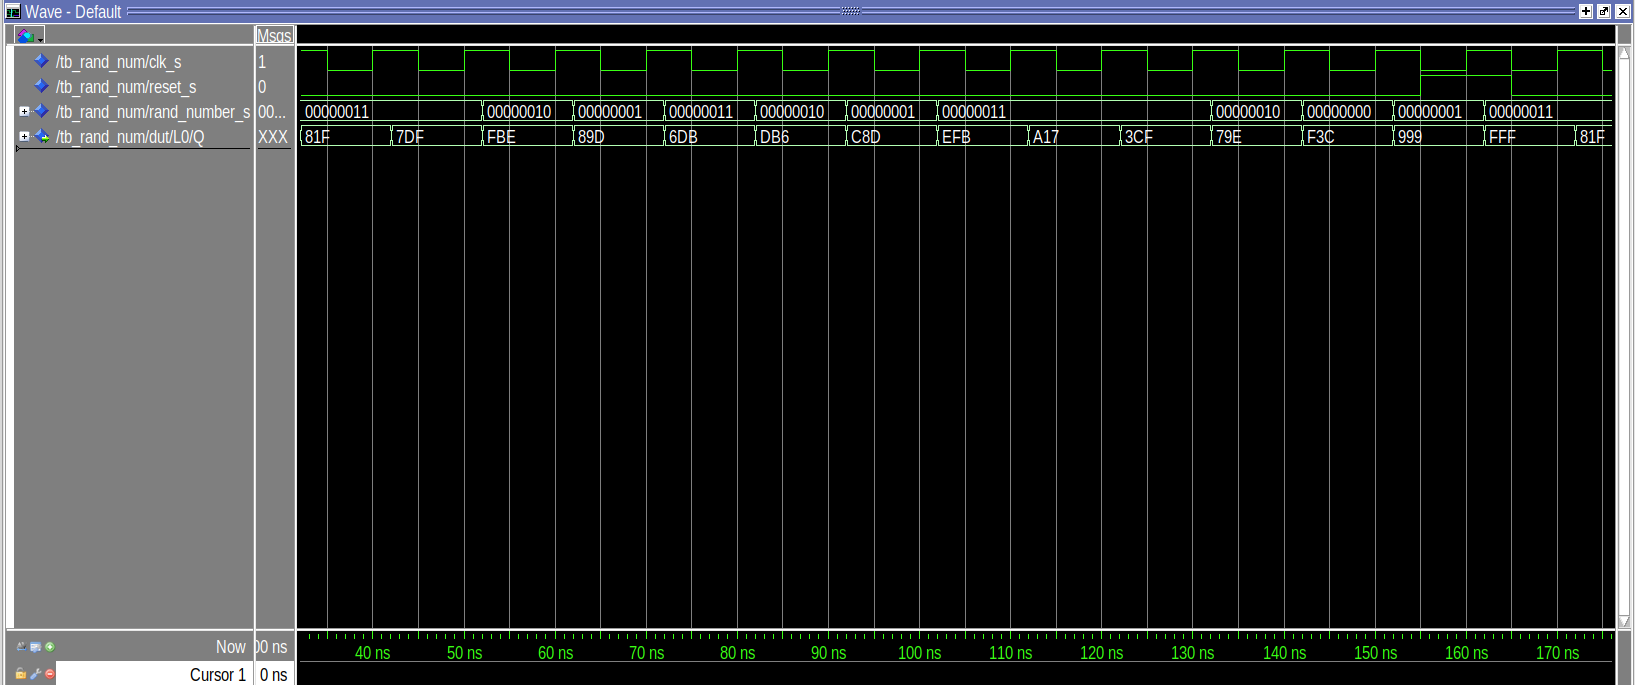 Wave - Default
Msgs
/tb_rand_num/clk_s 1
/tb_rand_num/reset_s 0
/tb_rand_num/rand_number_s 00... 00000011 00000010 00000001 00000011 00000010 00000001 00000011 00000010 00000000 00000001 00000011
/tb_rand_num/dut/L0/Q XXX 81F 7DF FBE 89D 6DB DB6 C8D EFB A17 3CF 79E F3C 999 FFF 81F
Now 00 ns
40 ns 50 ns 60 ns 70 ns 80 ns 90 ns 100 ns 110 ns 120 ns 130 ns 140 ns 150 ns 160 ns 170 ns
Cursor 1 0 ns